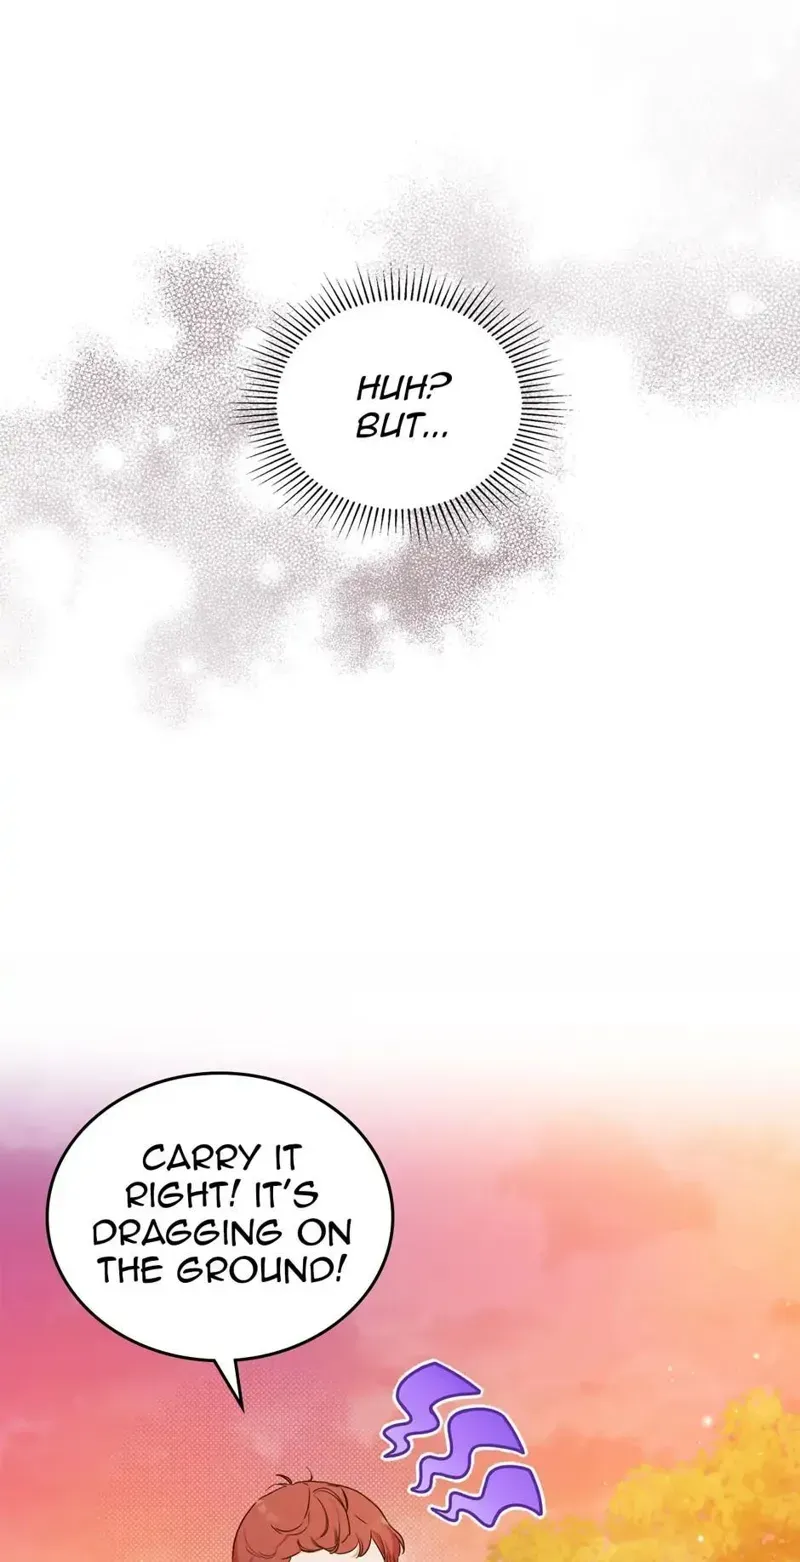 HUH?
BUT...
CARRY IT
RIGHT! IT'S
DRAGGING ON
THE GROUND!